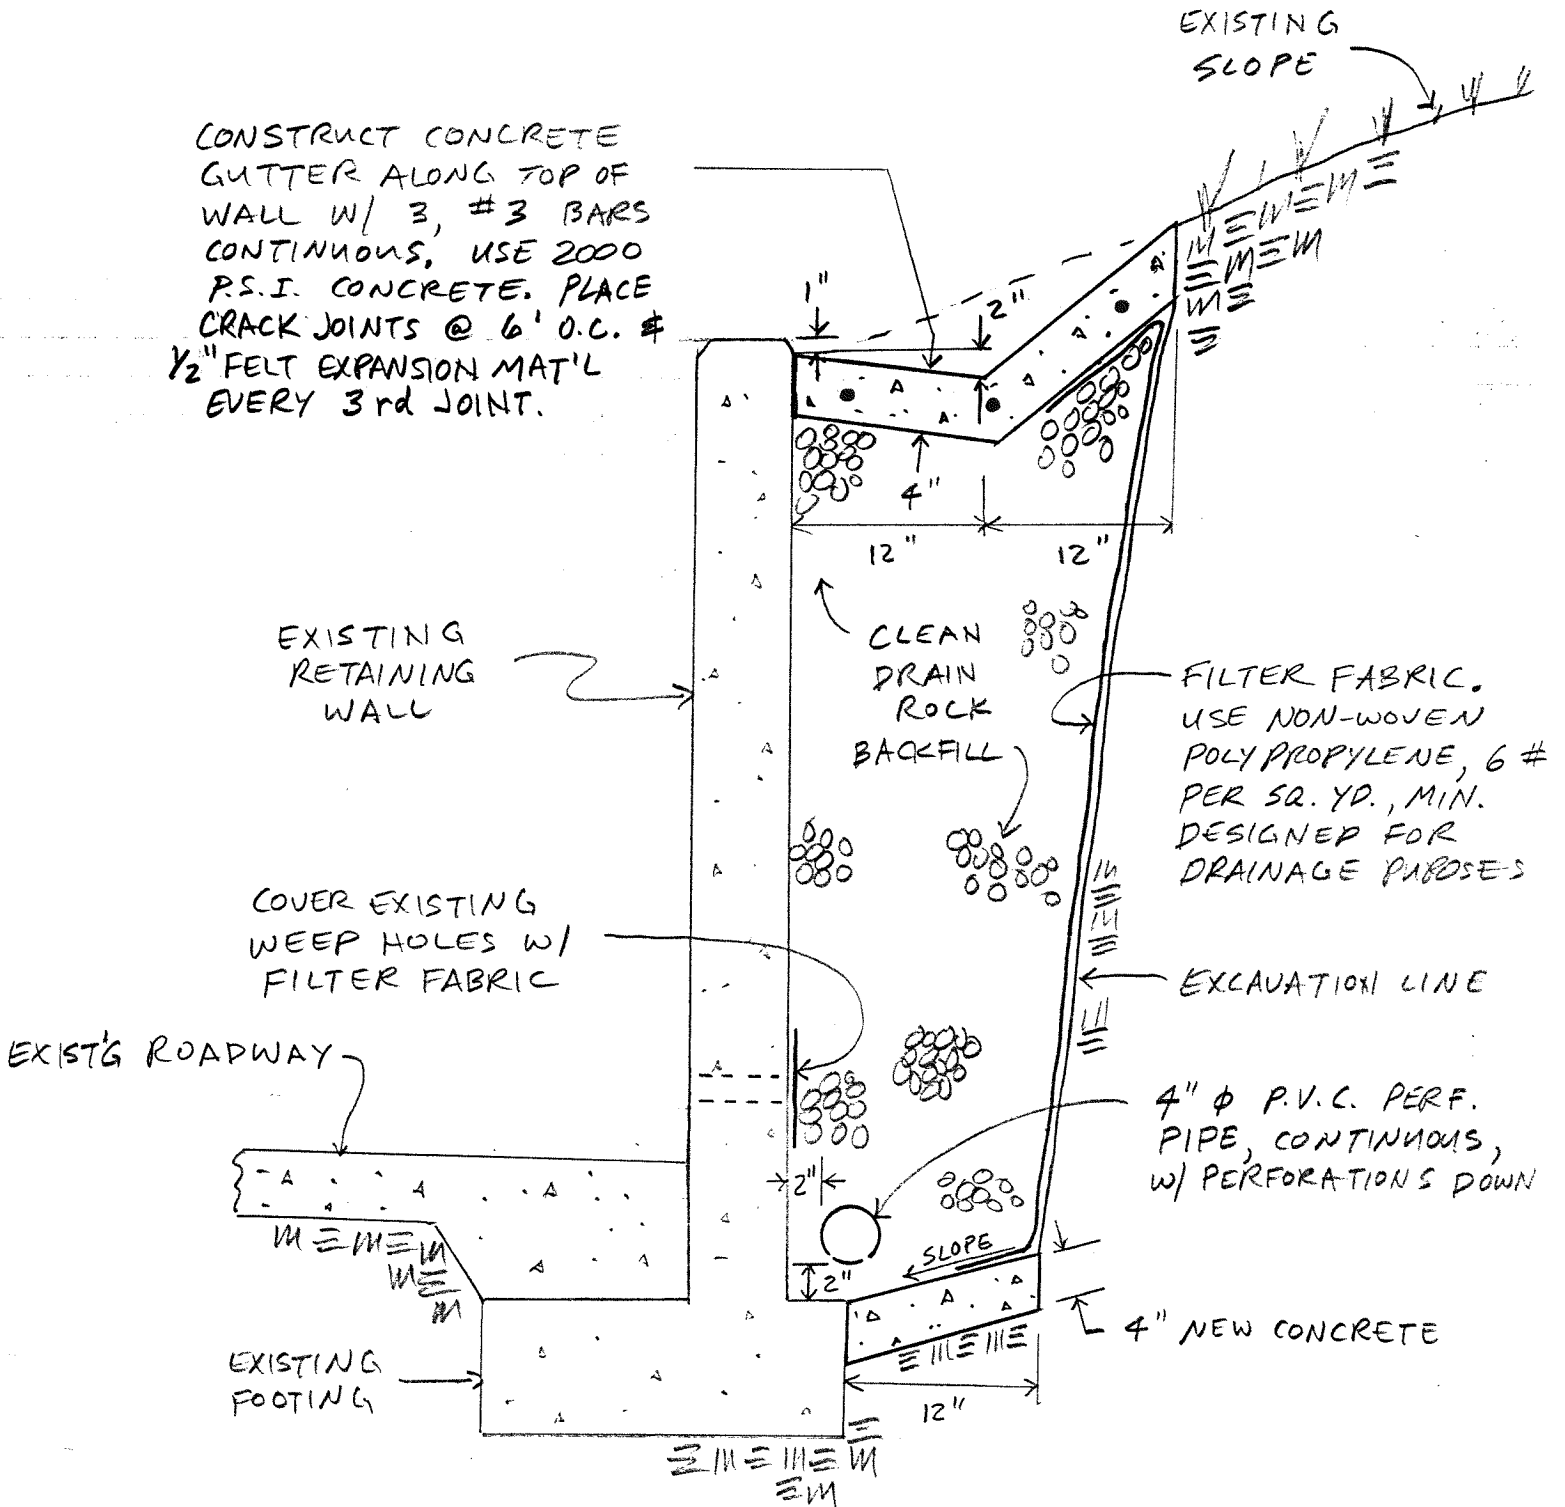 EXISTING
SLOPE
CONSTRUCT CONCRETE
GUTTER ALONG TOP OF
WALL W/ 3, #3 BARS
CONTINUOUS. USE 2000
P.S.I. CONCRETE. PLACE
CRACK JOINTS @ 6' O.C. &
1/2" FELT EXPANSION MAT'L
EVERY 3rd JOINT.
1"
2"
4"
12"
12"
EXISTING
RETAINING
WALL
CLEAN
DRAIN
ROCK
BACKFILL
FILTER FABRIC.
USE NON-WOVEN
POLYPROPYLENE, 6 #
PER SQ. YD., MIN.
DESIGNED FOR
DRAINAGE PUPOSES
COVER EXISTING
WEEP HOLES W/
FILTER FABRIC
EXCAVATION LINE
EXIST'G ROADWAY
4" φ P.V.C. PERF.
PIPE, CONTINUOUS,
W/ PERFORATIONS DOWN
2"
SLOPE
2"
4" NEW CONCRETE
EXISTING
FOOTING
12"